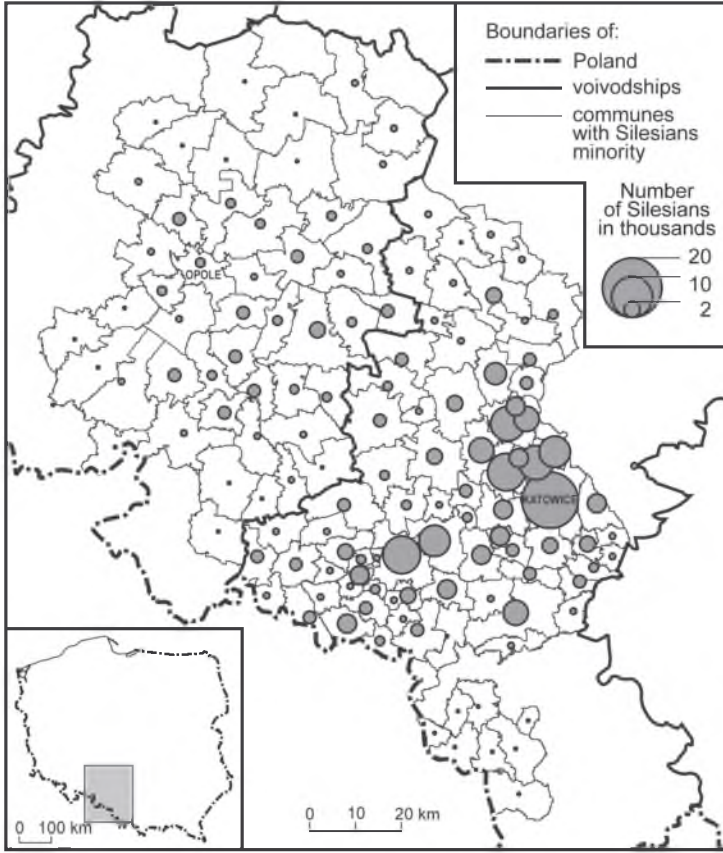 Boundaries of:
Poland
voivodships
communes
with Silesians
minority
Number
of Silesians
in thousands
20
10
2
OPOLE
KATOWICE
0 100 km
0 10 20 km